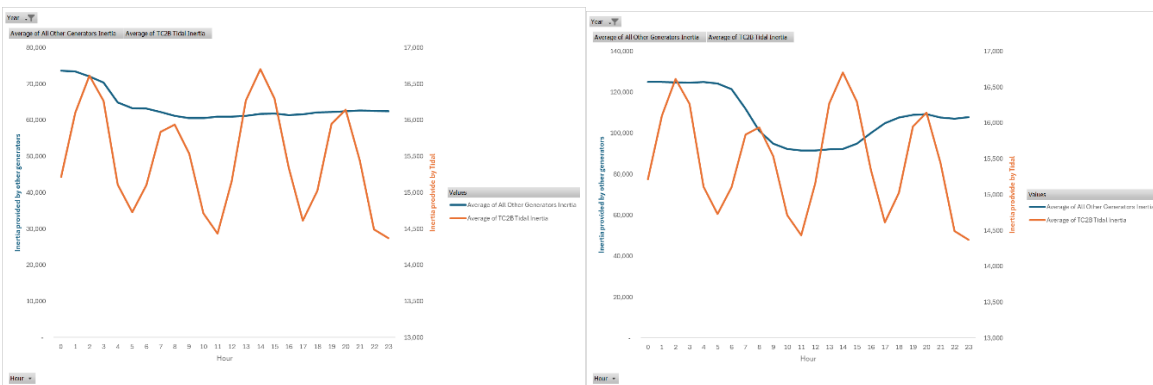 Year
Average of All Other Generators Inertia Average of TC2B Tidal Inertia
80,000
70,000
60,000
50,000
40,000
30,000
20,000
10,000
-
Inertia provided by other generators
17,000
16,500
16,000
15,500
15,000
14,500
14,000
13,500
13,000
Inertia prodvide by Tidal
Values
Average of All Other Generators Inertia
Average of TC2B Tidal Inertia
0 1 2 3 4 5 6 7 8 9 10 11 12 13 14 15 16 17 18 19 20 21 22 23
Hour
Hour
Year
Average of All Other Generators Inertia Average of TC2B Tidal Inertia
140,000
120,000
100,000
80,000
60,000
40,000
20,000
-
Inertia provided by other generators
17,000
16,500
16,000
15,500
15,000
14,500
14,000
13,500
13,000
Inertia prodvide by Tidal
Values
Average of All Other Generators Inertia
Average of TC2B Tidal Inertia
0 1 2 3 4 5 6 7 8 9 10 11 12 13 14 15 16 17 18 19 20 21 22 23
Hour
Hour